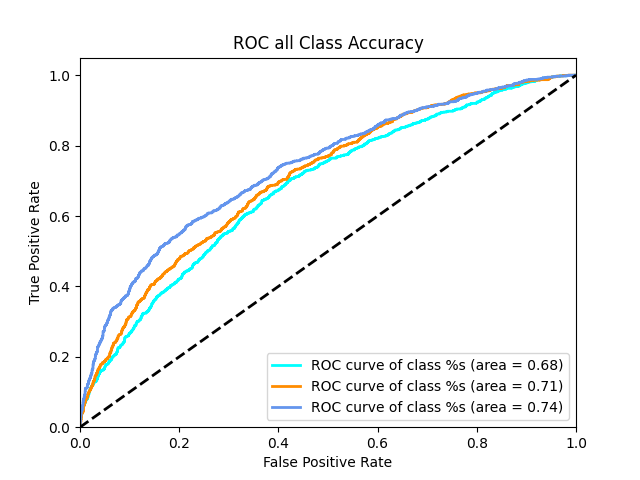 ROC all Class Accuracy
True Positive Rate
1.0
0.8
0.6
0.4
0.2
0.0
ROC curve of class %s (area = 0.68)
ROC curve of class %s (area = 0.71)
ROC curve of class %s (area = 0.74)
0.0 0.2 0.4 0.6 0.8 1.0
False Positive Rate